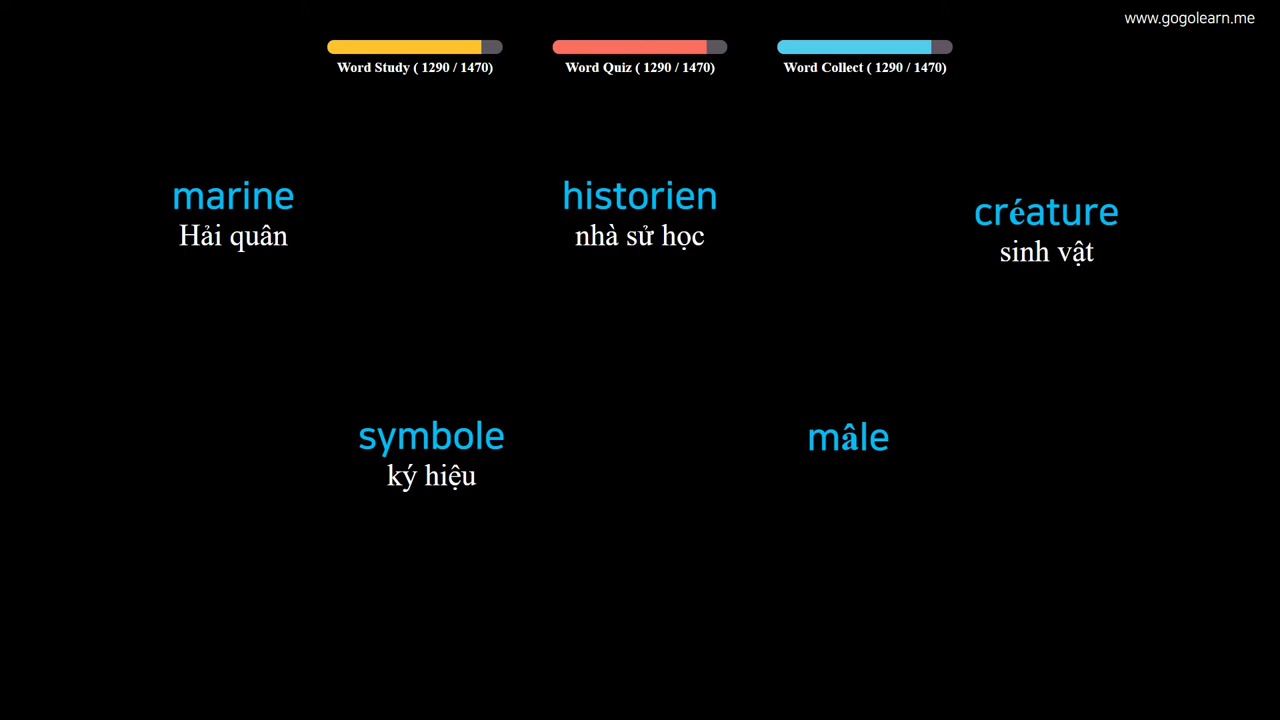 www.gogolearn.me
Word Study ( 1290 / 1470)
Word Quiz ( 1290 / 1470)
Word Collect ( 1290 / 1470)
marine
Hải quân
historien
nhà sử học
créature
sinh vật
symbole
ký hiệu
mâle